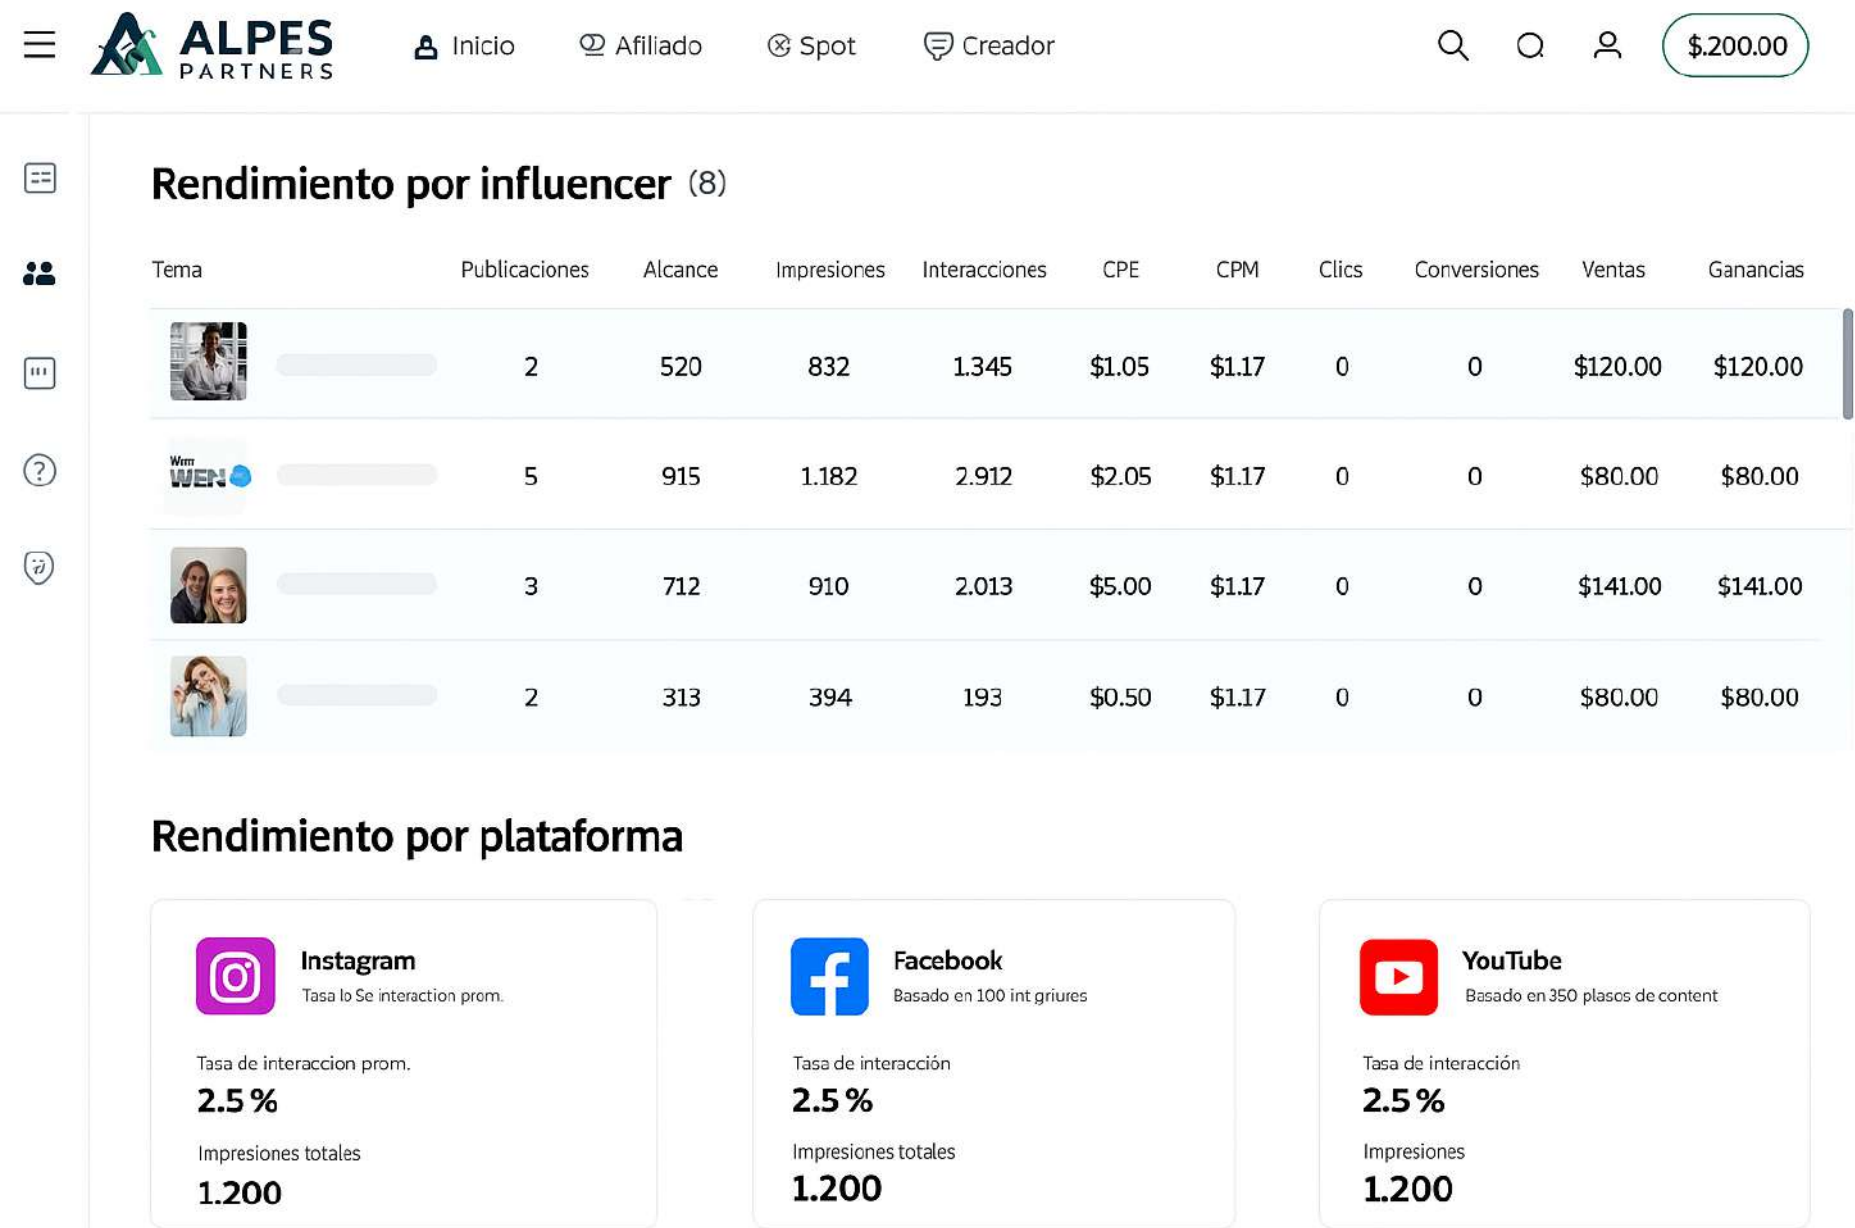 ALPES
PARTNERS
Inicio
Afiliado
Spot
Creador
$.200.00
Rendimiento por influencer (8)
Tema Publicaciones Alcance Impresiones Interacciones CPE CPM Clics Conversiones Ventas Ganancias
2 520 832 1.345 $1.05 $1.17 0 0 $120.00 $120.00
Wrrr
WEN
5 915 1.182 2.912 $2.05 $1.17 0 0 $80.00 $80.00
3 712 910 2.013 $5.00 $1.17 0 0 $141.00 $141.00
2 313 394 193 $0.50 $1.17 0 0 $80.00 $80.00
Rendimiento por plataforma
Instagram
Tasa lo Se interaction prom.
Tasa de interaccion prom.
2.5 %
Impresiones totales
1.200
Facebook
Basado en 100 int griures
Tasa de interacción
2.5 %
Impresiones totales
1.200
YouTube
Basado en 350 plasos de content
Tasa de interacción
2.5 %
Impresiones
1.200